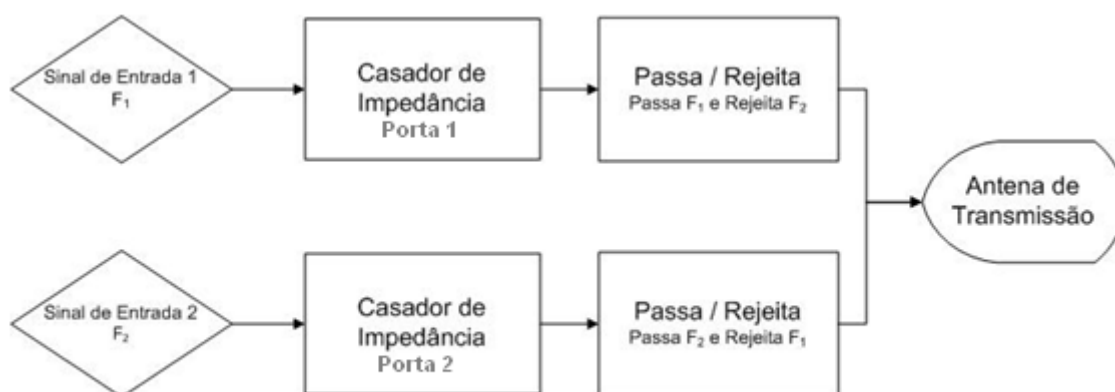 Sinal de Entrada 1
F₁
Casador de
Impedância
Porta 1
Passa / Rejeita
Passa F₁ e Rejeita F₂
Antena de
Transmissão
Sinal de Entrada 2
F₂
Casador de
Impedância
Porta 2
Passa / Rejeita
Passa F₂ e Rejeita F₁